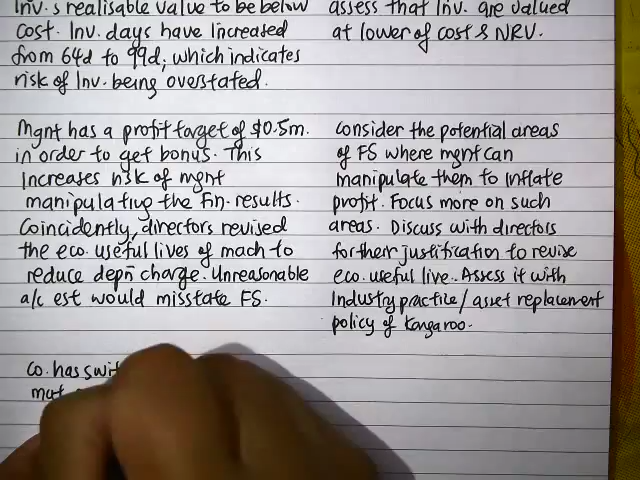 Inv.s realisable value to be below
cost. Inv. days have increased
from 64d to 99d, which indicates
risk of Inv. being overstated.
assess that Inv. are valued
at lower of cost & NRV.
Mgnt has a profit target of $0.5m.
in order to get bonus. This
increases risk of mgnt
manipulating the Fin. results.
Coincidently, directors revised
the eco. useful lives of mach to
reduce depn charge. Unreasonable
a/c est would misstate FS.
Consider the potential areas
of FS where mgnt can
manipulate them to inflate
profit. Focus more on such
areas. Discuss with directors
for their justification to revise
eco. useful live. Assess it with
Industry practice / asset replacement
policy of Kangaroo.
Co. has